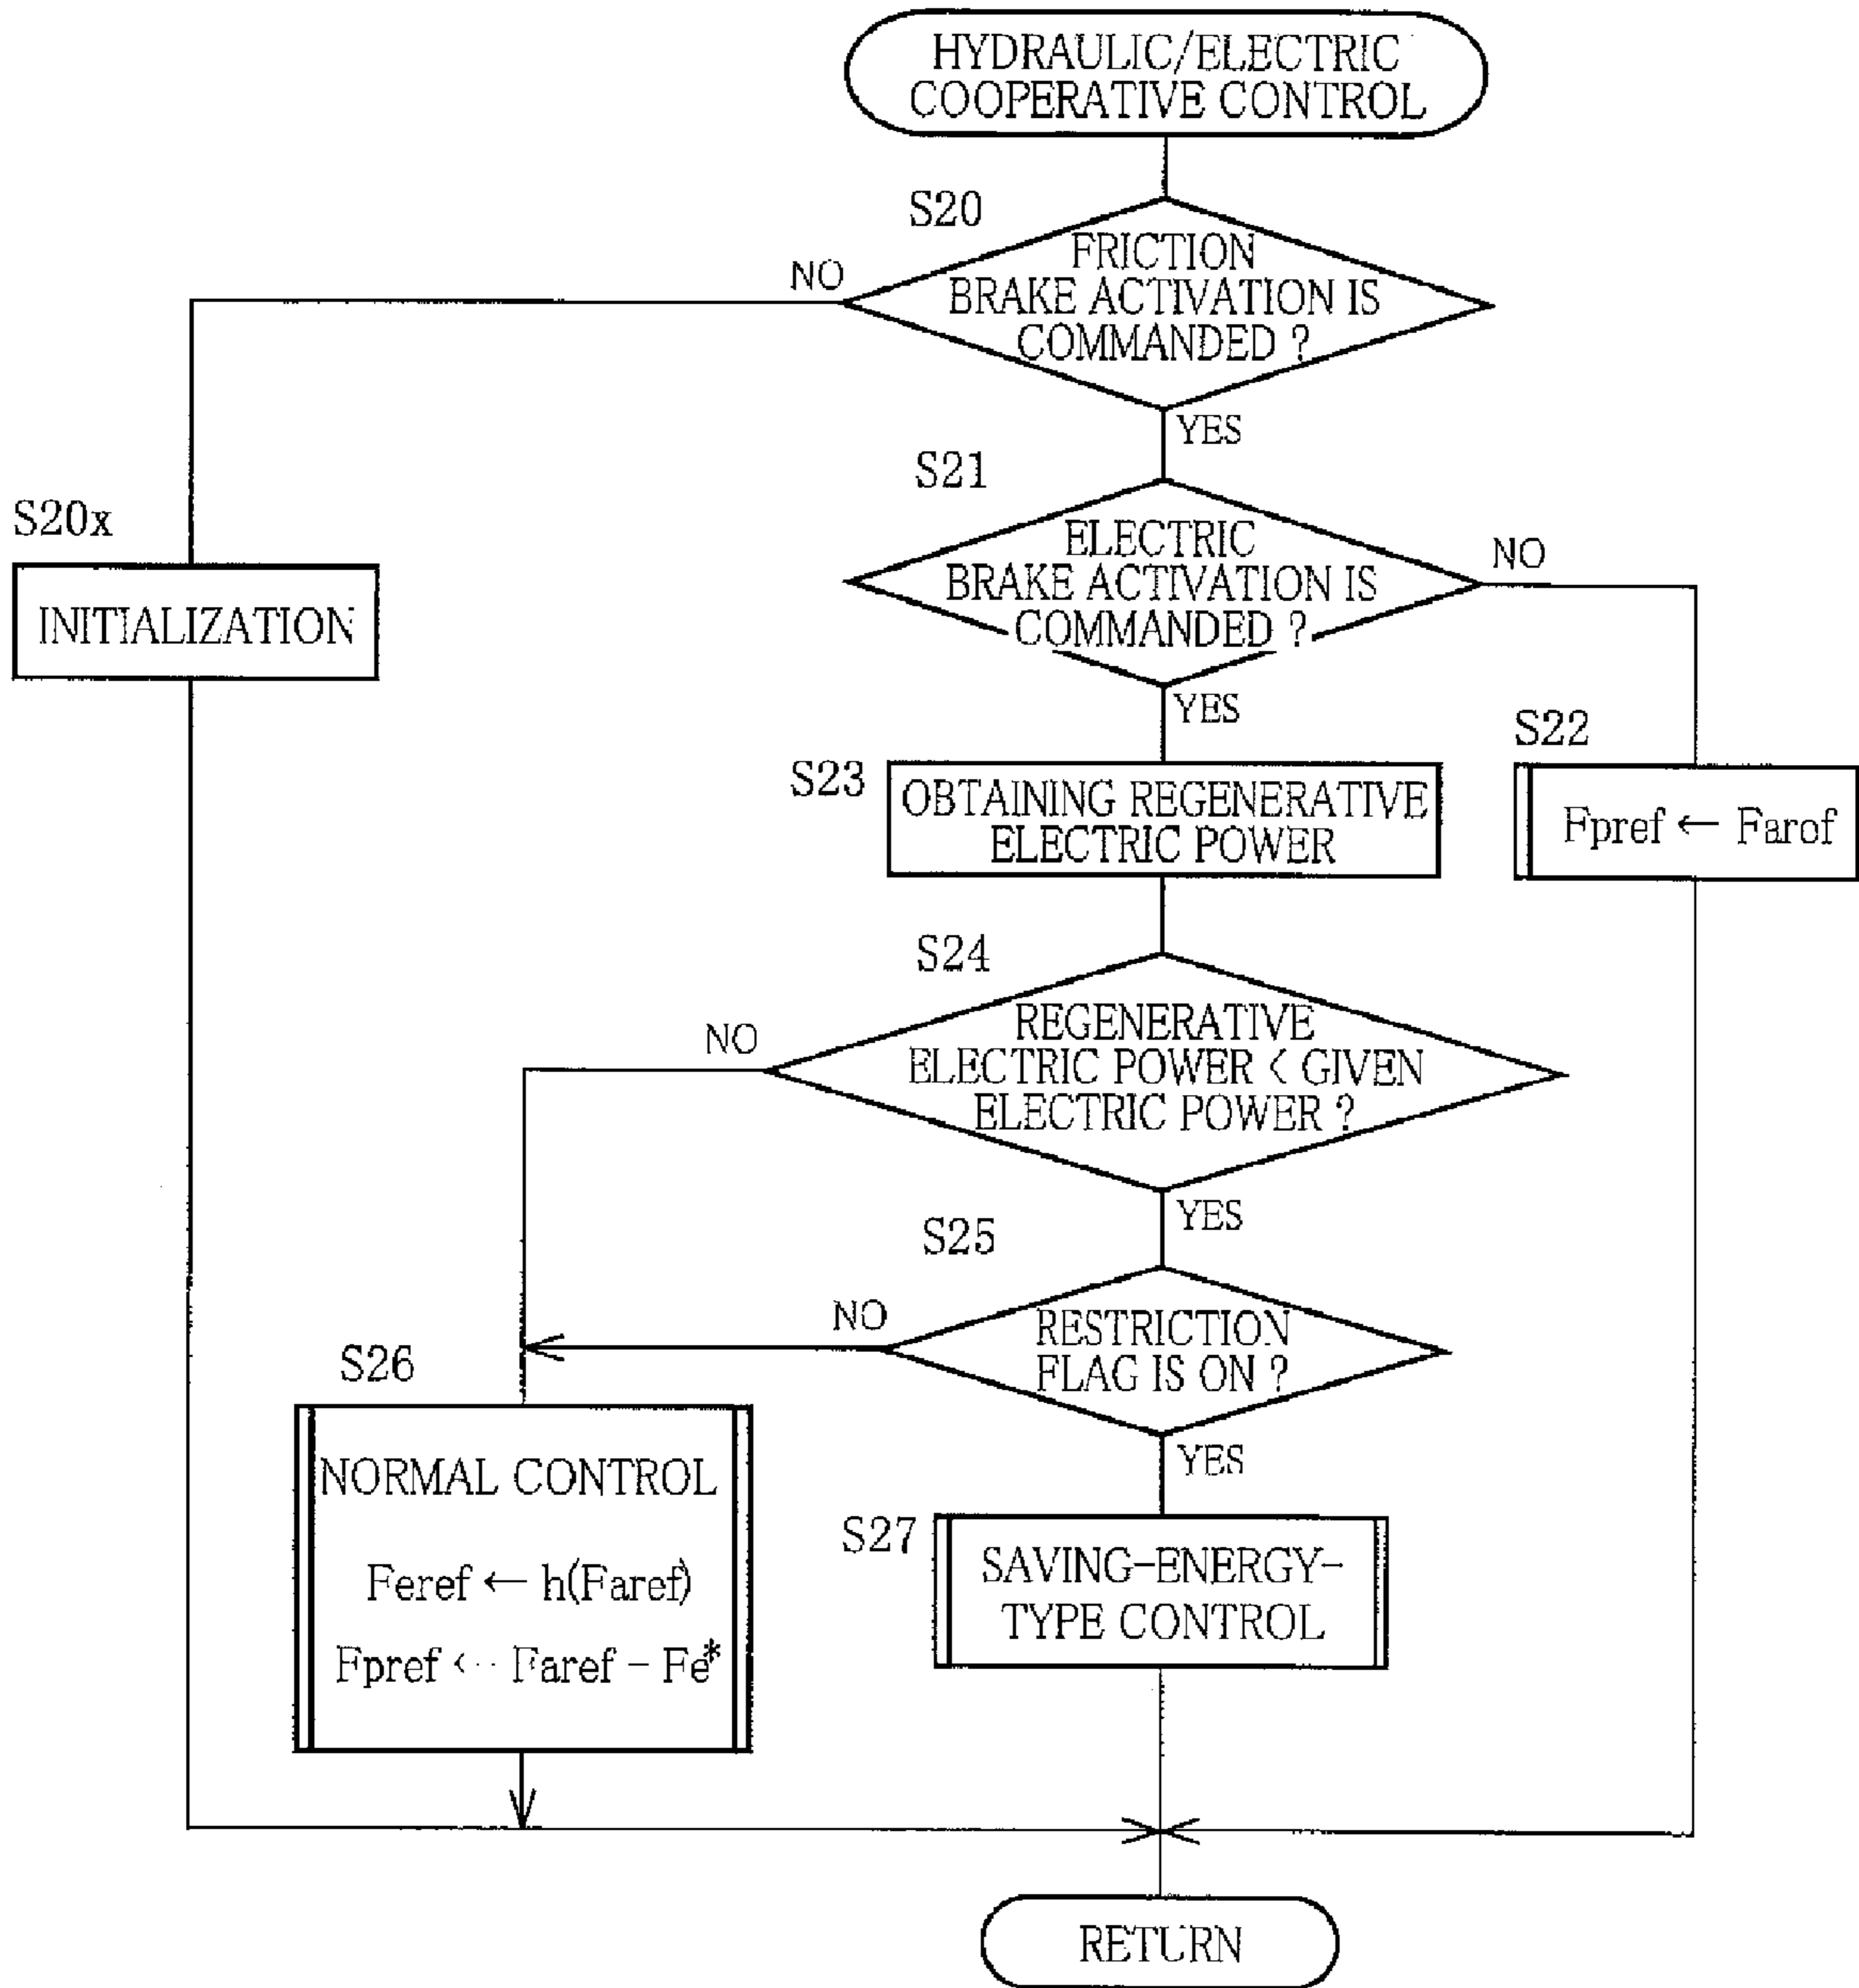 HYDRAULIC/ELECTRIC
COOPERATIVE CONTROL
S20
FRICTION
BRAKE ACTIVATION IS
COMMANDED ?
NO
YES
S20x
INITIALIZATION
S21
ELECTRIC
BRAKE ACTIVATION IS
COMMANDED ?
NO
YES
S22
Fpref ← Farof
S23
OBTAINING REGENERATIVE
ELECTRIC POWER
S24
REGENERATIVE
ELECTRIC POWER < GIVEN
ELECTRIC POWER ?
NO
YES
S25
RESTRICTION
FLAG IS ON ?
NO
YES
S26
NORMAL CONTROL
Feref ← h(Faref)
Fpref ← Faref − Fe*
S27
SAVING-ENERGY-
TYPE CONTROL
RETURN